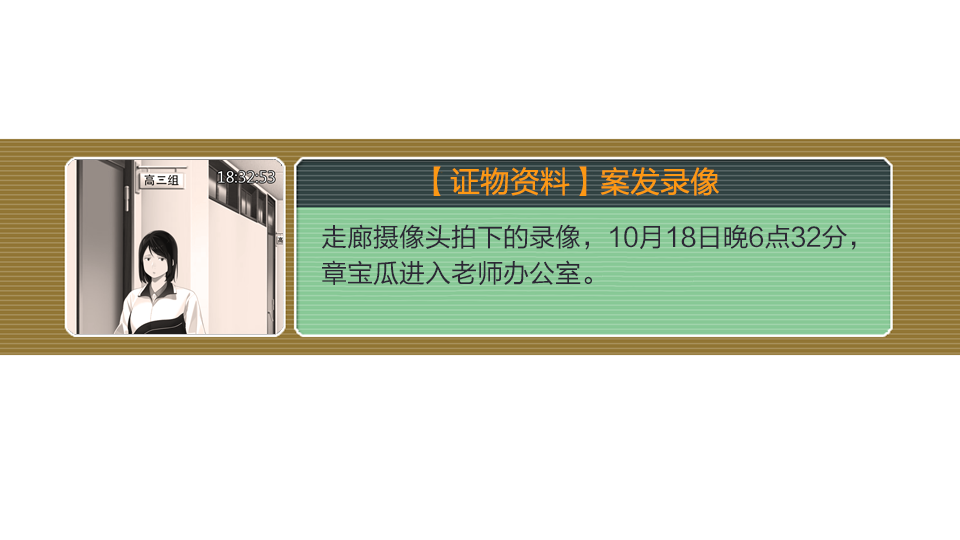 高三组
18:32:53
高
【证物资料】案发录像
走廊摄像头拍下的录像，10月18日晚6点32分，
章宝瓜进入老师办公室。